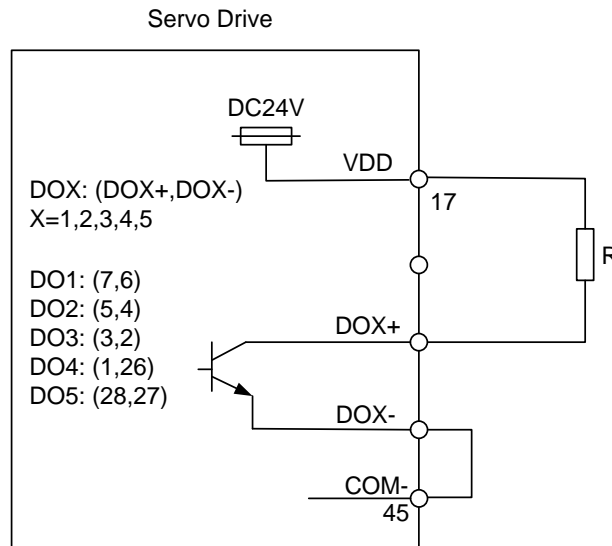 Servo Drive
DC24V
VDD
17
DOX: (DOX+,DOX-)
X=1,2,3,4,5
R
DO1: (7,6)
DO2: (5,4)
DO3: (3,2)
DO4: (1,26)
DO5: (28,27)
DOX+
DOX-
COM-
45